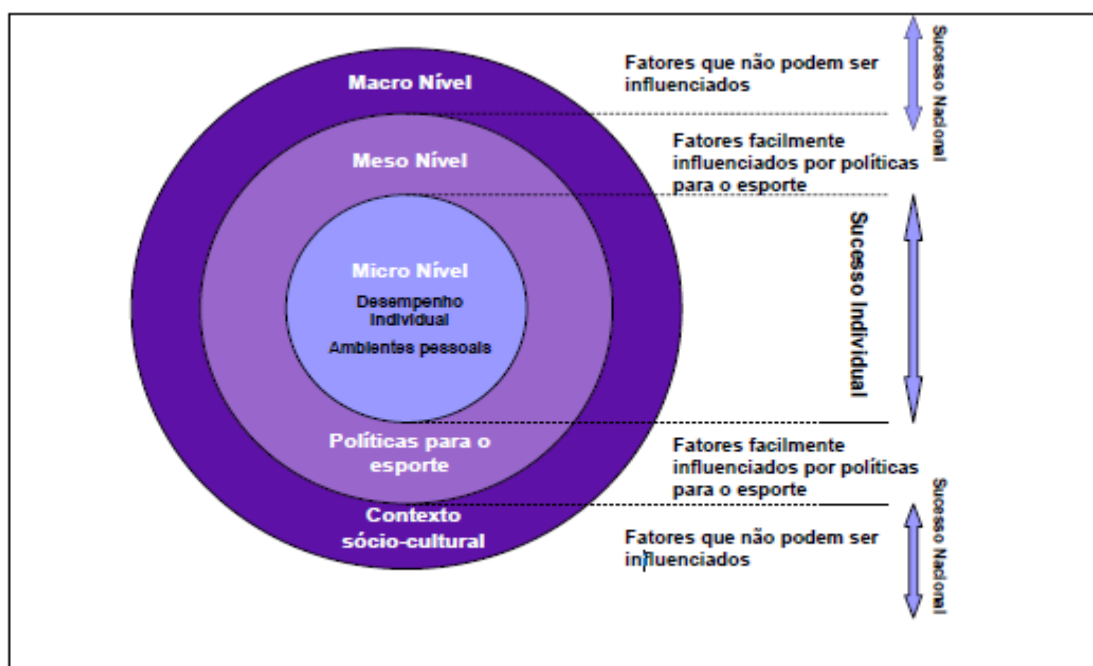 Macro Nível
Meso Nível
Micro Nível
Desempenho
Individual
Ambientes pessoais
Políticas para o
esporte
Contexto
sócio-cultural
Fatores que não podem ser
influenciados
Fatores facilmente
influenciados por políticas
para o esporte
Fatores facilmente
influenciados por políticas
para o esporte
Fatores que não podem ser
influenciados
Sucesso Nacional
Sucesso Individual
Sucesso Nacional